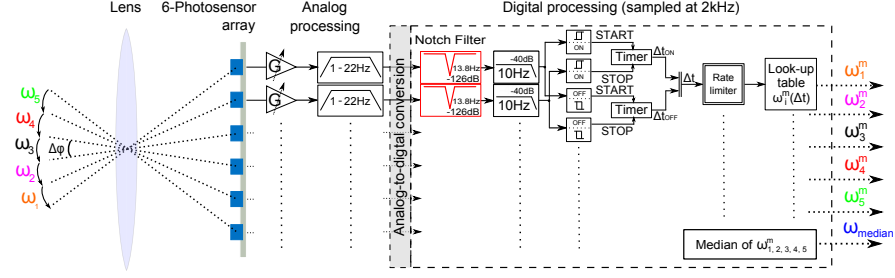 Lens
6-Photosensor array
Analog processing
Digital processing (sampled at 2kHz)
Notch Filter
G
1 - 22Hz
13.8Hz
-126dB
-40dB
10Hz
ON
START
ON
STOP
Timer
ΔtON
OFF
START
OFF
STOP
Timer
ΔtOFF
Δt
Rate limiter
Look-up table ωiᵐ(Δt)
G
1 - 22Hz
13.8Hz
-126dB
-40dB
10Hz
Analog-to-digtal conversion
ω5
ω4
ω3
ω2
ω1
Δφ
ω1ᵐ
ω2ᵐ
ω3ᵐ
ω4ᵐ
ω5ᵐ
ωmedian
Median of ωᵐ1, 2, 3, 4, 5